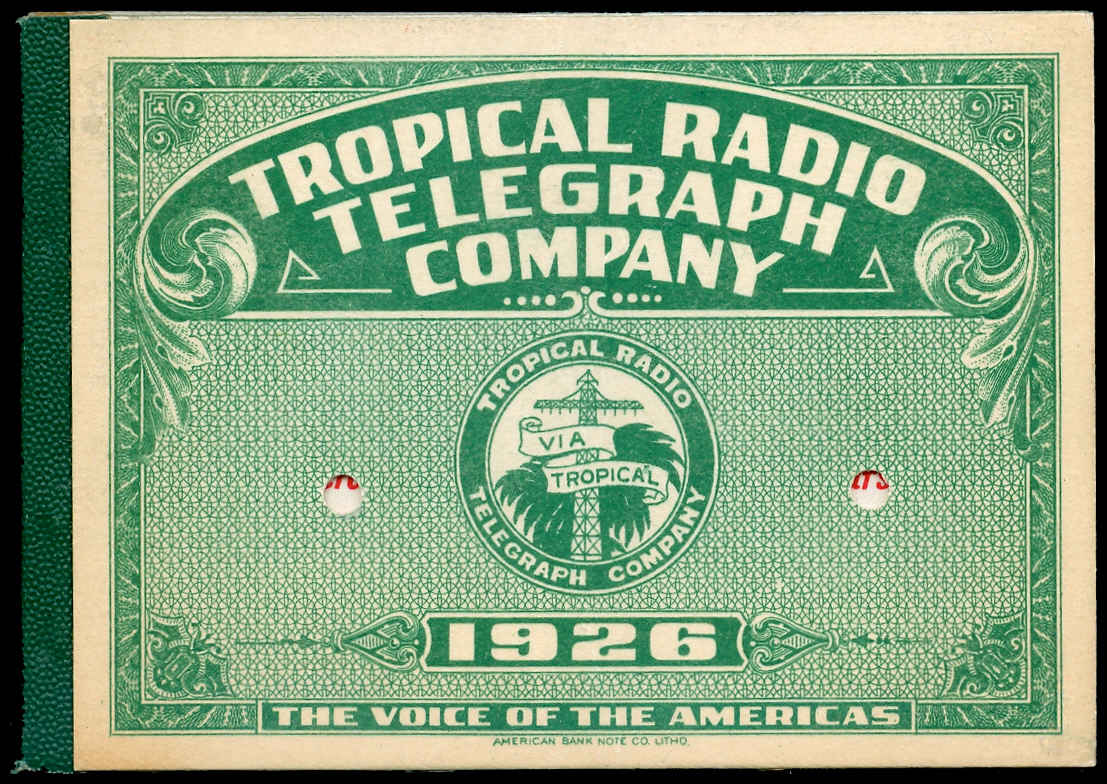 TROPICAL RADIO
TELEGRAPH
COMPANY
TROPICAL RADIO
VIA
TROPICAL
TELEGRAPH COMPANY
1926
THE VOICE OF THE AMERICAS
AMERICAN BANK NOTE CO. LITHO.